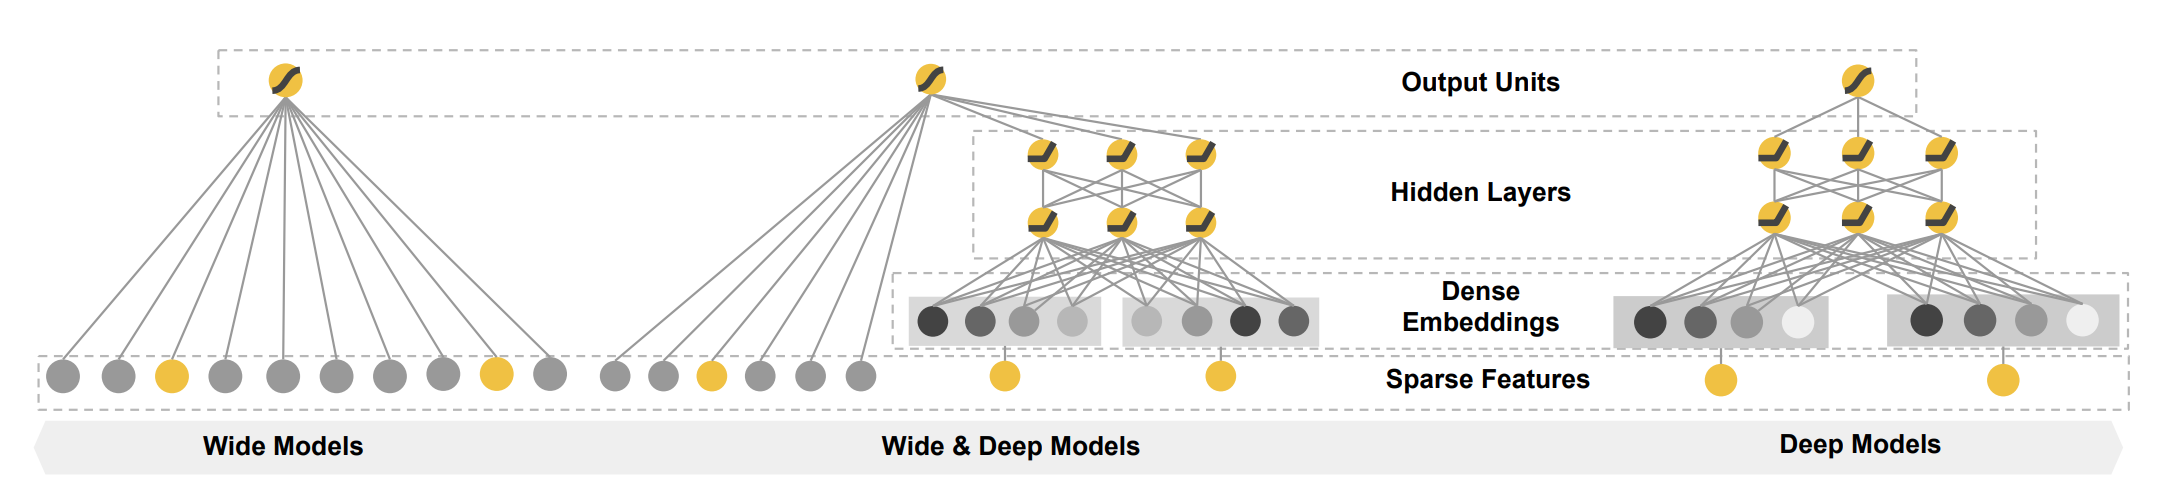 Output Units
Hidden Layers
Dense
Embeddings
Sparse Features
Wide Models
Wide & Deep Models
Deep Models